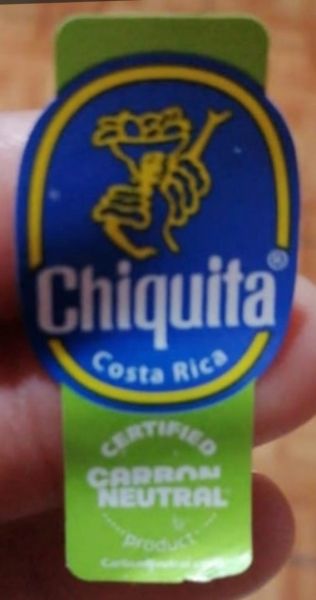 Chiquita®
Costa Rica
CERTIFIED
CARBON
NEUTRAL
product